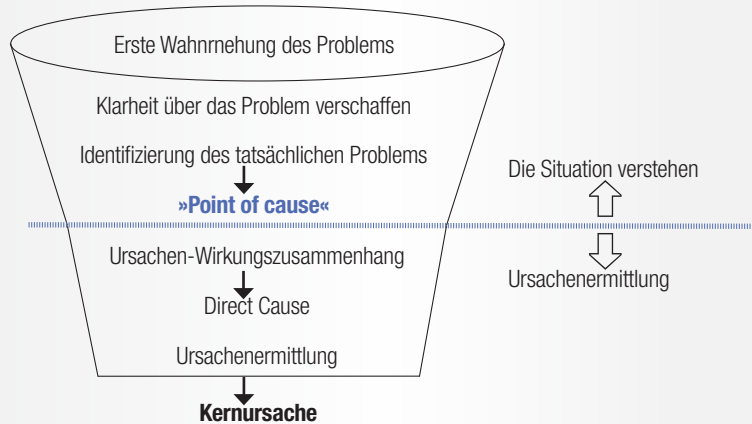 Erste Wahnrnehung des Problems
Klarheit über das Problem verschaffen
Identifizierung des tatsächlichen Problems
»Point of cause«
Die Situation verstehen
Ursachen-Wirkungszusammenhang
Ursachenermittlung
Direct Cause
Ursachenermittlung
Kernursache